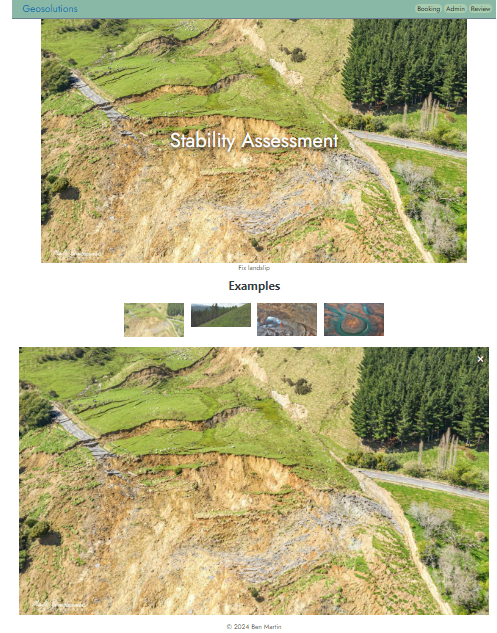 Geosolutions
Booking Admin Review
Stability Assessment
Fix landslip
Examples
×
© 2024 Ben Martin